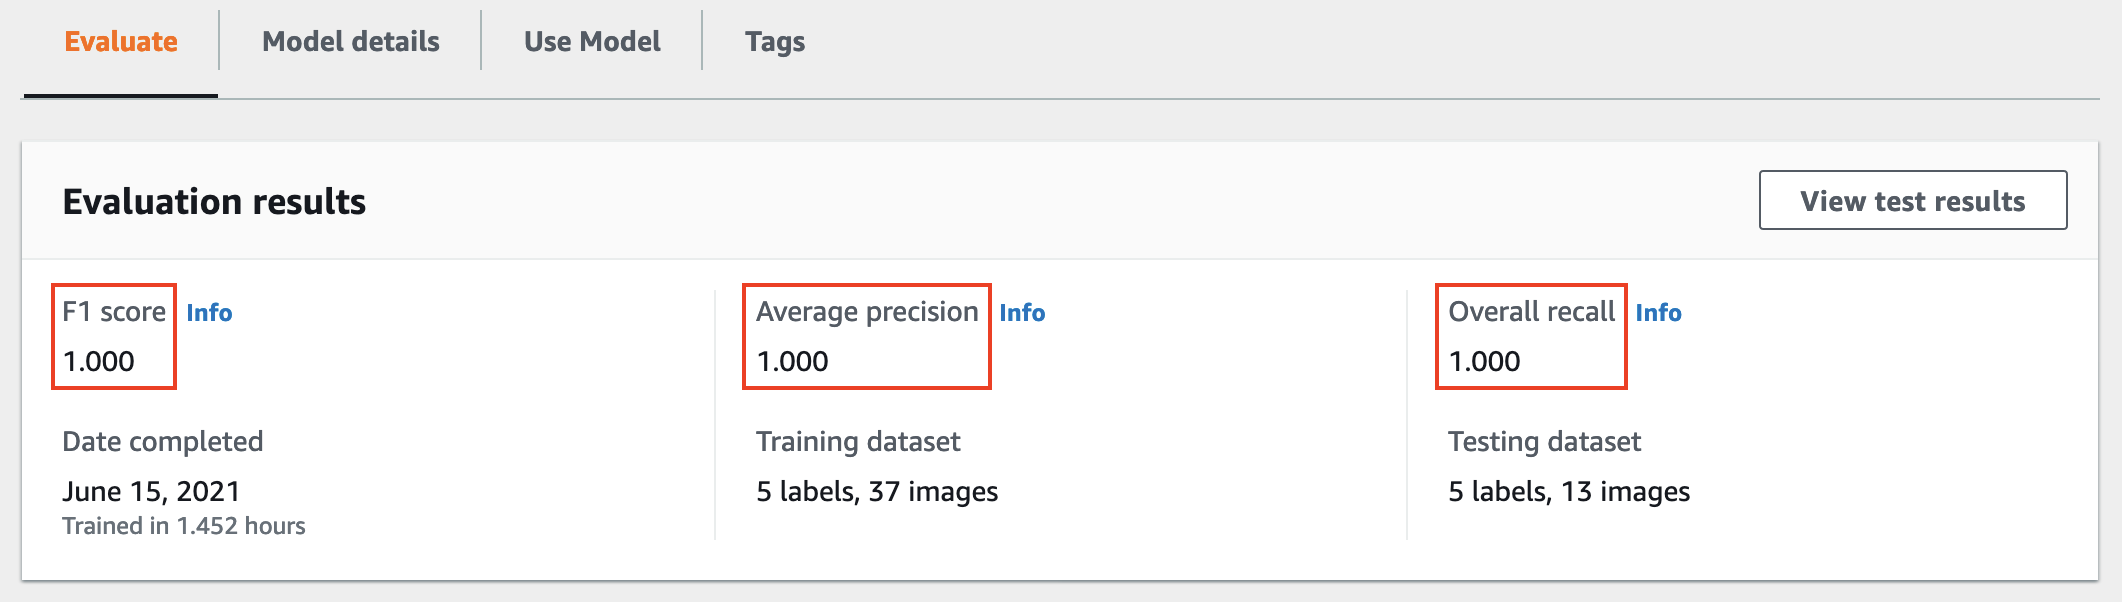 Evaluate
Model details
Use Model
Tags
Evaluation results
View test results
F1 score Info
1.000
Average precision Info
1.000
Overall recall Info
1.000
Date completed
June 15, 2021
Trained in 1.452 hours
Training dataset
5 labels, 37 images
Testing dataset
5 labels, 13 images